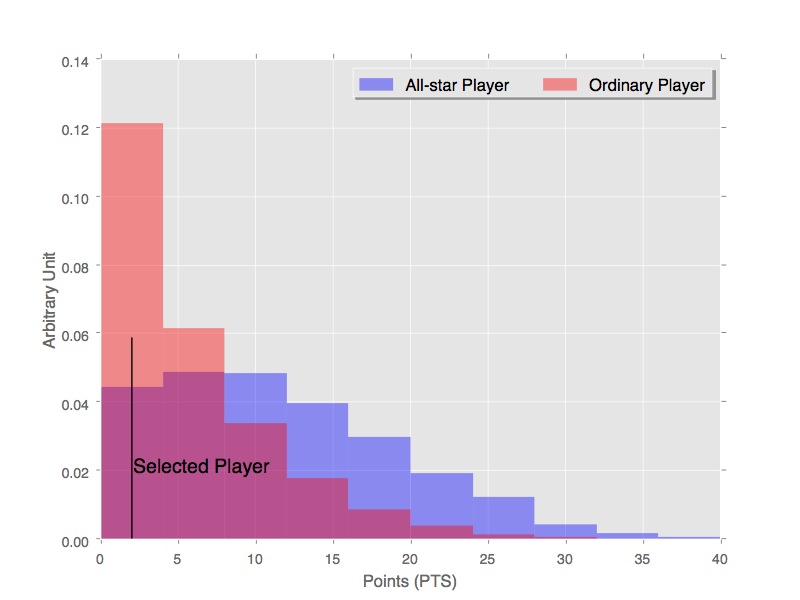 0.14
All-star Player Ordinary Player
0.12
0.10
0.08
Arbitrary Unit
0.06
0.04
Selected Player
0.02
0.00
0 5 10 15 20 25 30 35 40
Points (PTS)